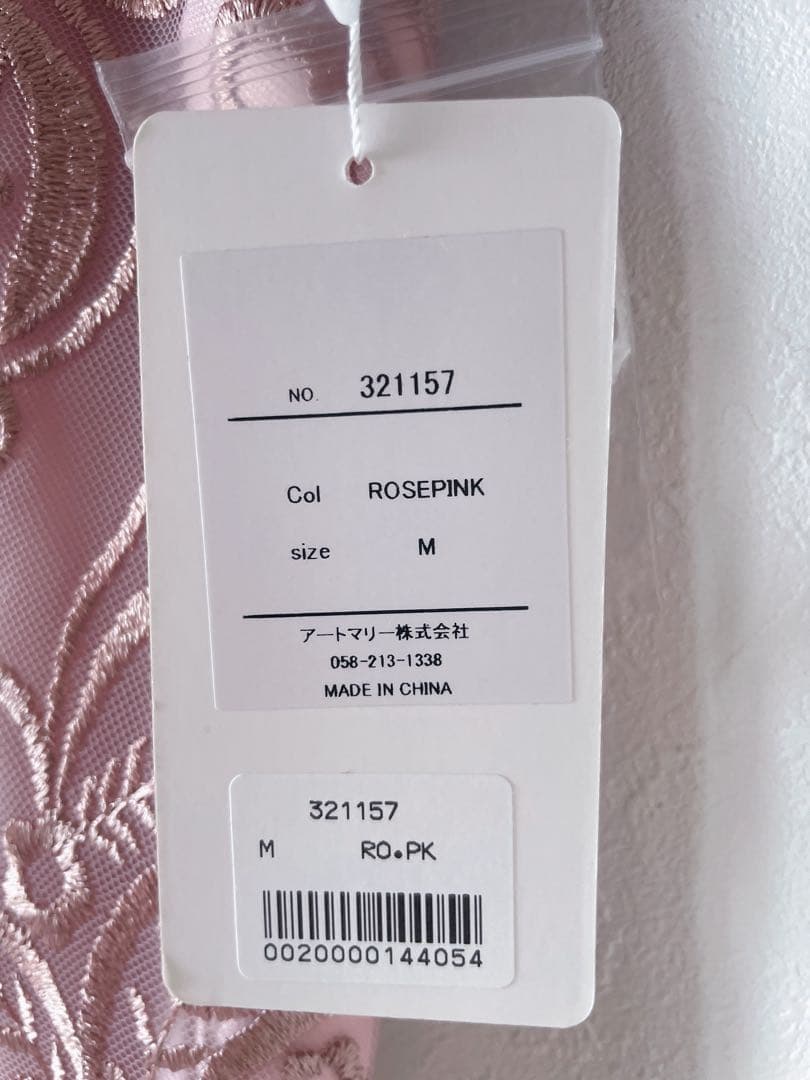 NO. 321157
Col ROSEPINK
size M
アートマリー株式会社
058-213-1338
MADE IN CHINA
321157
M RO.PK
0020000144054